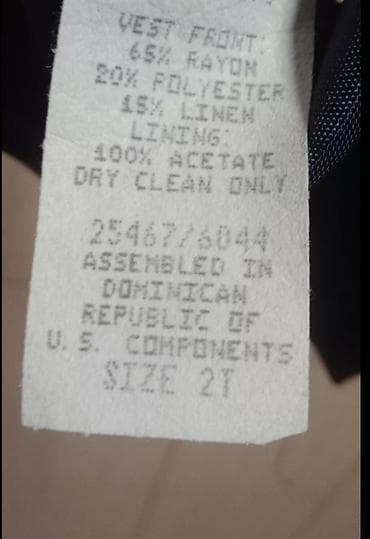 VEST FRONT:
65% RAYON
20% POLYESTER
15% LINEN
LINING:
100% ACETATE
DRY CLEAN ONLY
25467/6044
ASSEMBLED IN
DOMINICAN
REPUBLIC OF
U. S. COMPONENTS
SIZE 2T